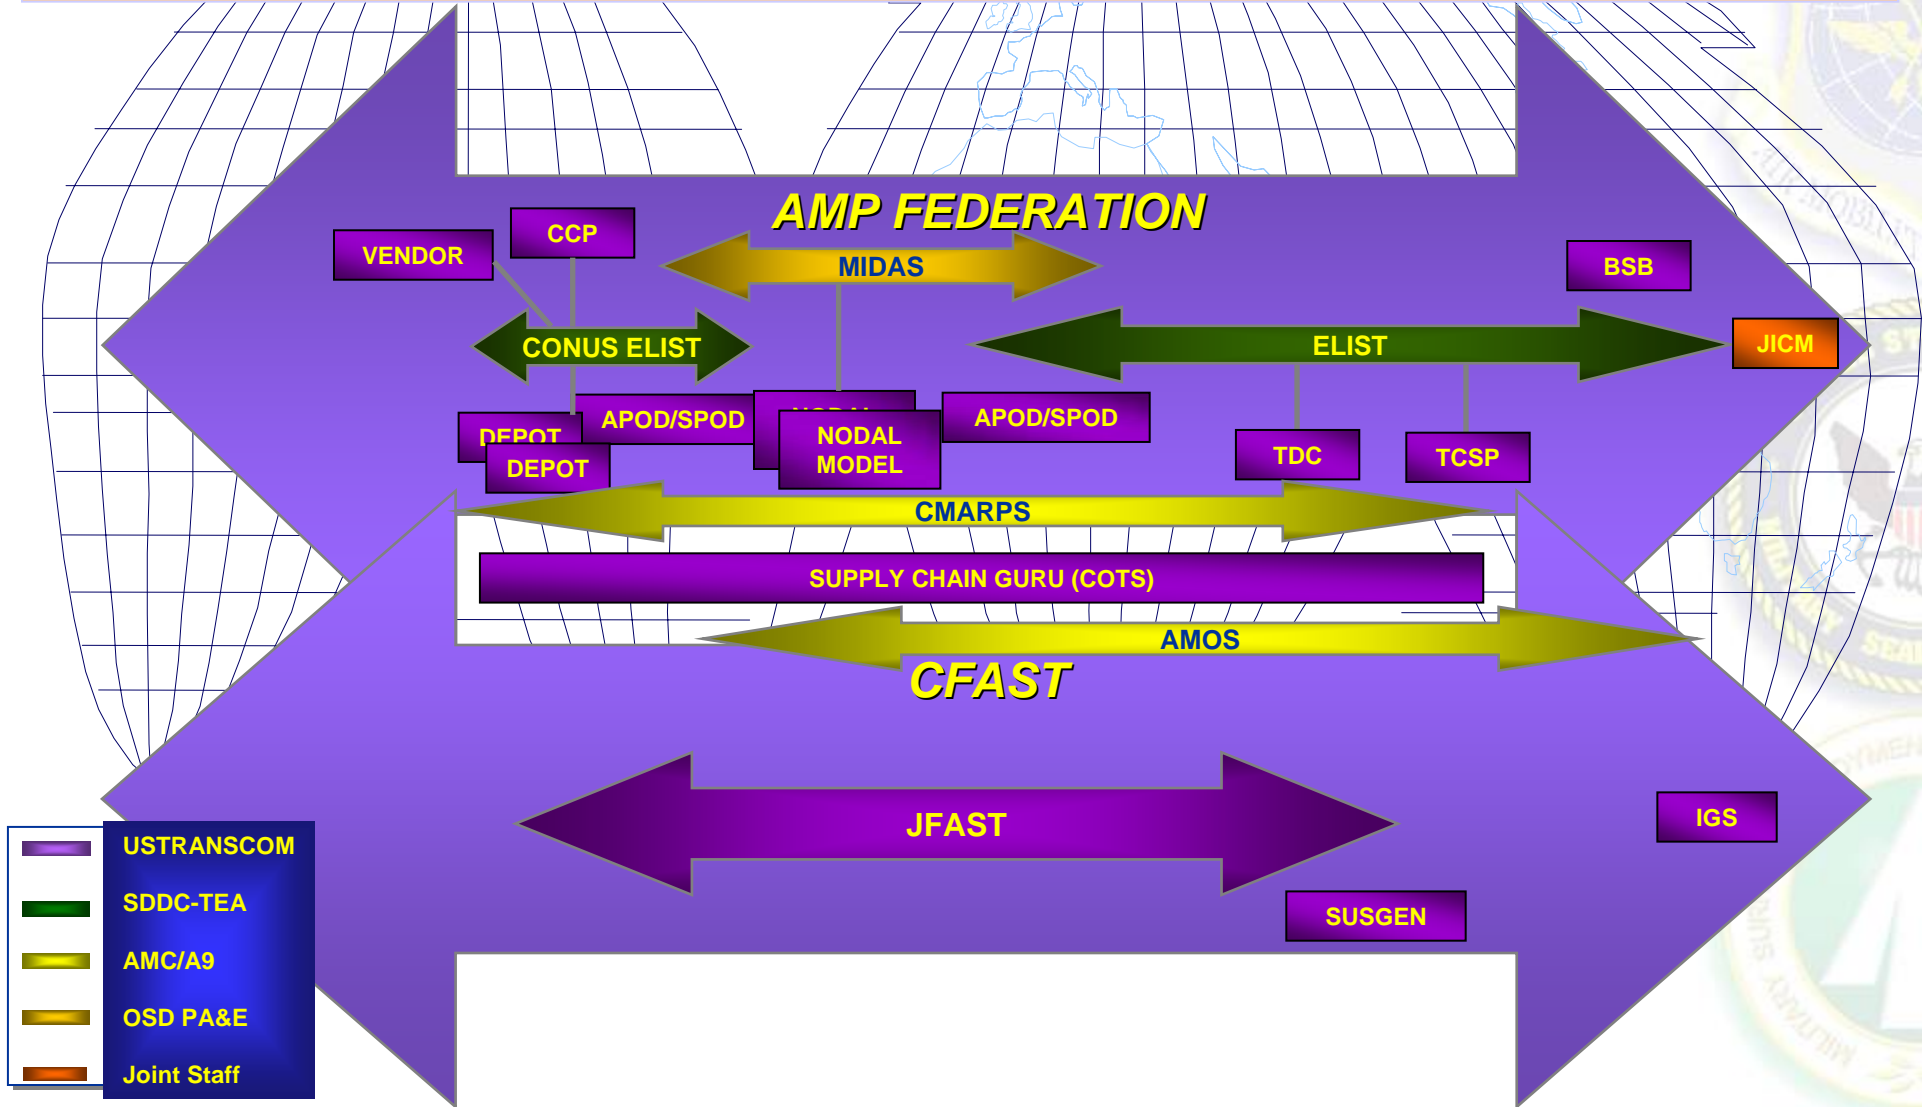 AMP FEDERATION
CCP
VENDOR
MIDAS
BSB
CONUS ELIST
ELIST
JICM
APOD/SPOD
NODAL
APOD/SPOD
DEPOT
DEPOT
NODAL
MODEL
TDC
TCSP
CMARPS
SUPPLY CHAIN GURU (COTS)
AMOS
CFAST
JFAST
IGS
SUSGEN
USTRANSCOM
SDDC-TEA
AMC/A9
OSD PA&E
Joint Staff